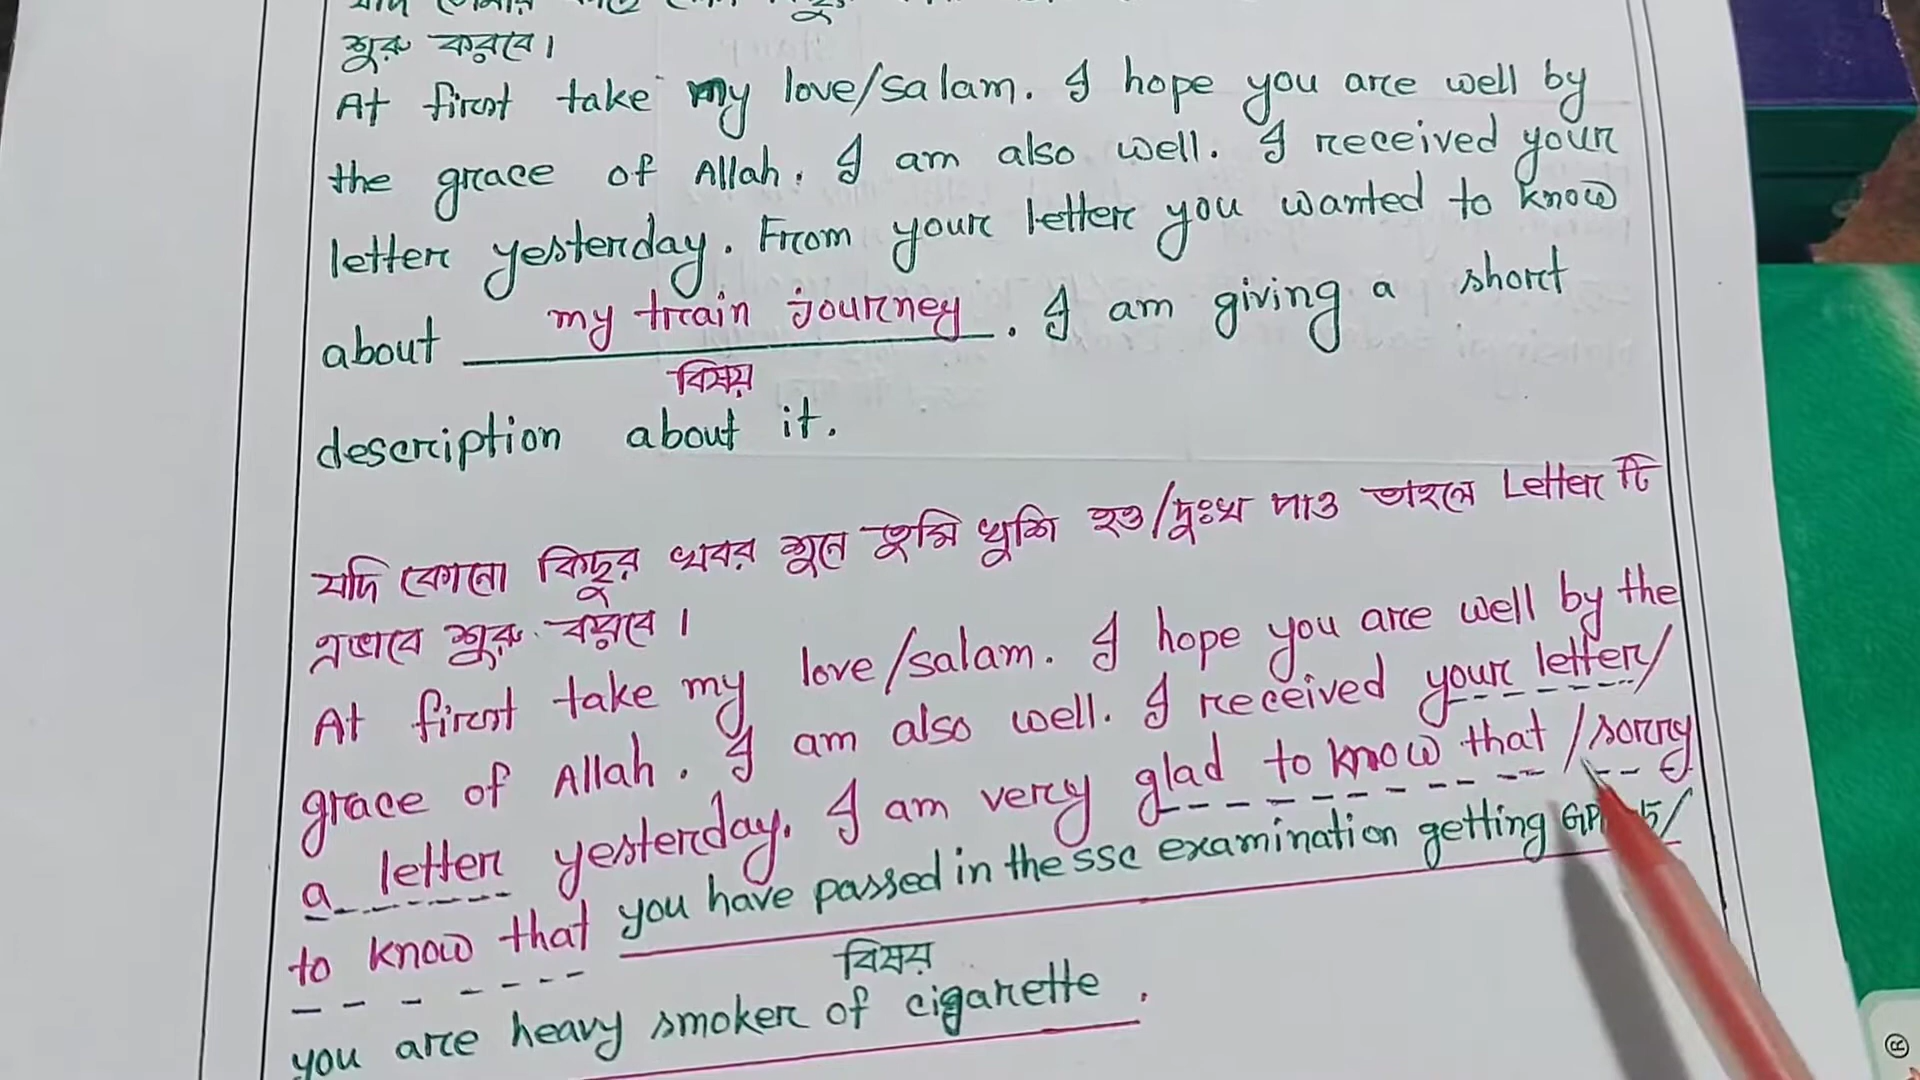 শুরু করবে।
At first take my love/salam. I hope you are well by
the grace of Allah. I am also well. I received your
letter yesterday. From your letter you wanted to know
about my train journey. I am giving a short
বিষয়
description about it.
যদি কোনো কিছুর খবর শুনে তুমি খুশি হও/দুঃখ পাও তাহলে Letter টি
এভাবে শুরু করবে।
At first take my love/salam. I hope you are well by the
grace of Allah. I am also well. I received your letter/
a letter yesterday. I am very glad to know that/sorry
to know that you have passed in the SSC examination getting
বিষয়
you are heavy smoker of cigarette.
®